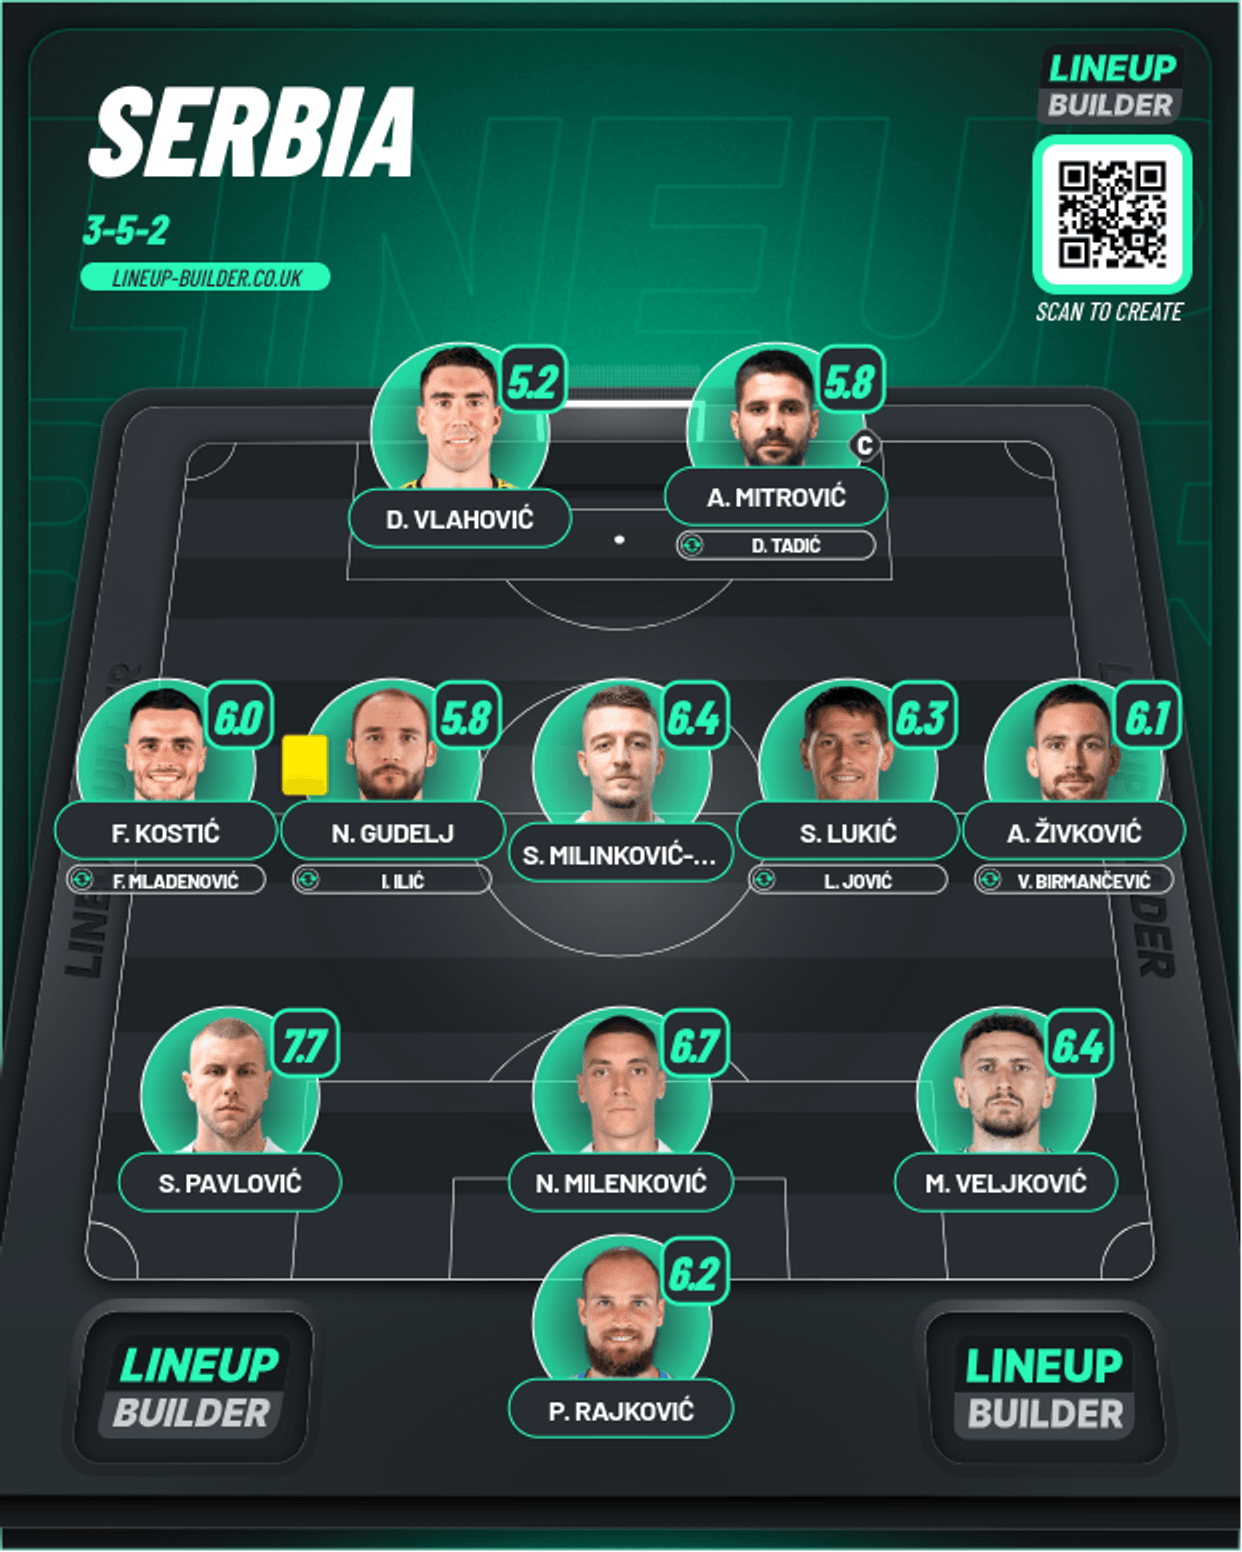 LINEUP
BUILDER
SERBIA
3-5-2
LINEUP-BUILDER.CO.UK
SCAN TO CREATE
5.2
5.8
C
D. VLAHOVIĆ
A. MITROVIĆ
D. TADIĆ
6.0
5.8
6.4
6.3
6.1
F. KOSTIĆ
N. GUDELJ
S. MILINKOVIĆ-...
S. LUKIĆ
A. ŽIVKOVIĆ
F. MLADENOVIĆ
I. ILIĆ
L. JOVIĆ
V. BIRMANČEVIĆ
7.7
6.7
6.4
S. PAVLOVIĆ
N. MILENKOVIĆ
M. VELJKOVIĆ
6.2
P. RAJKOVIĆ
LINEUP
BUILDER
LINEUP
BUILDER